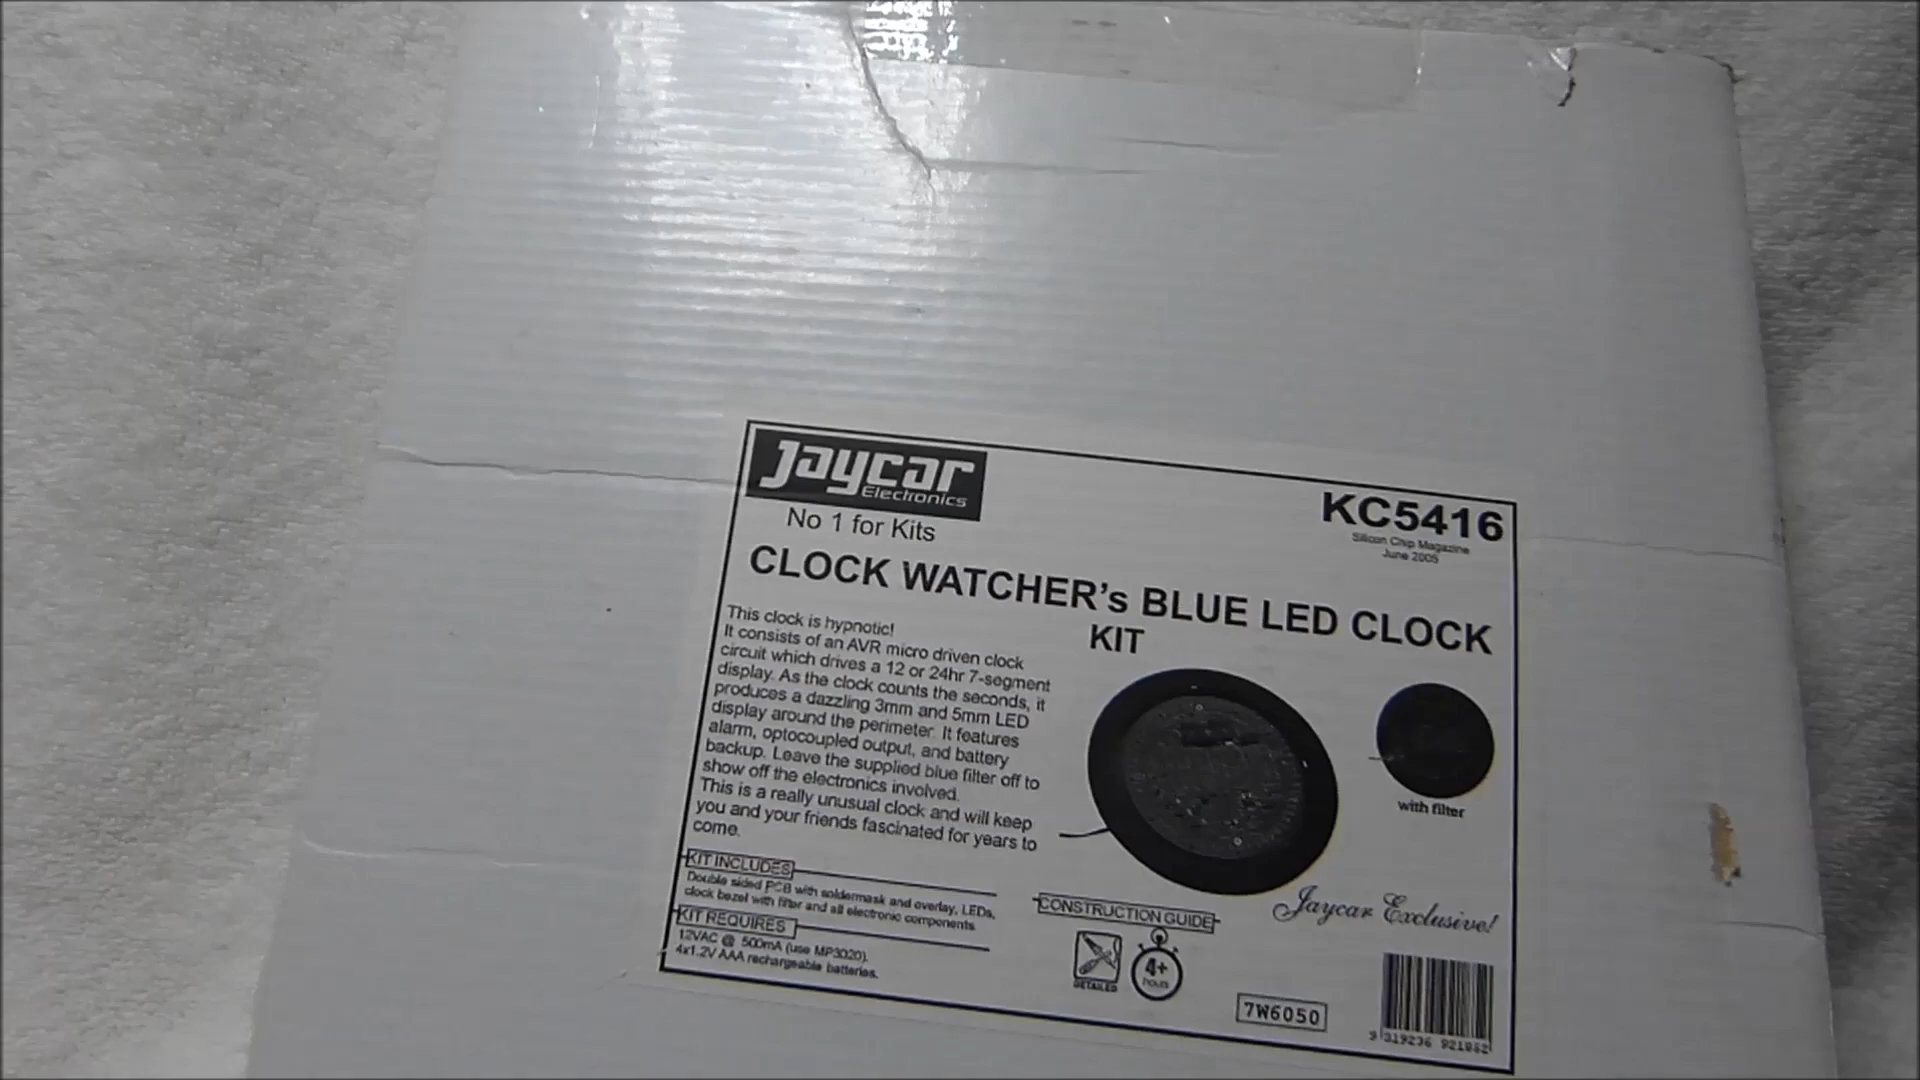 Jaycar
Electronics
No 1 for Kits
KC5416
Silicon Chip Magazine
June 2005
CLOCK WATCHER's BLUE LED CLOCK
KIT
This clock is hypnotic!
It consists of an AVR micro driven clock
circuit which drives a 12 or 24hr 7-segment
display. As the clock counts the seconds, it
produces a dazzling 3mm and 5mm LED
display around the perimeter. It features
alarm, optocoupled output, and battery
backup. Leave the supplied blue filter off to
show off the electronics involved.
This is a really unusual clock and will keep
you and your friends fascinated for years to
come.
with filter
KIT INCLUDES
Double sided PCB with soldermask and overlay, LEDs,
clock bezel with filter and all electronic components
KIT REQUIRES
12VAC @ 500mA (use MP3020).
4x1.2V AAA rechargeable batteries.
CONSTRUCTION GUIDE
DETAILED
4+
hours
Jaycar Exclusive!
7W6050
9 319236 921862